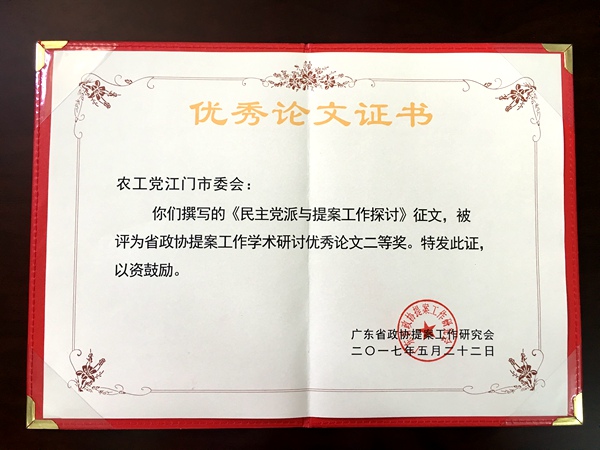 优秀论文证书
农工党江门市委会：
你们撰写的《民主党派与提案工作探讨》征文，被
评为省政协提案工作学术研讨优秀论文二等奖。特发此证，
以资鼓励。
广东省政协提案工作研究会
二〇一七年五月二十二日